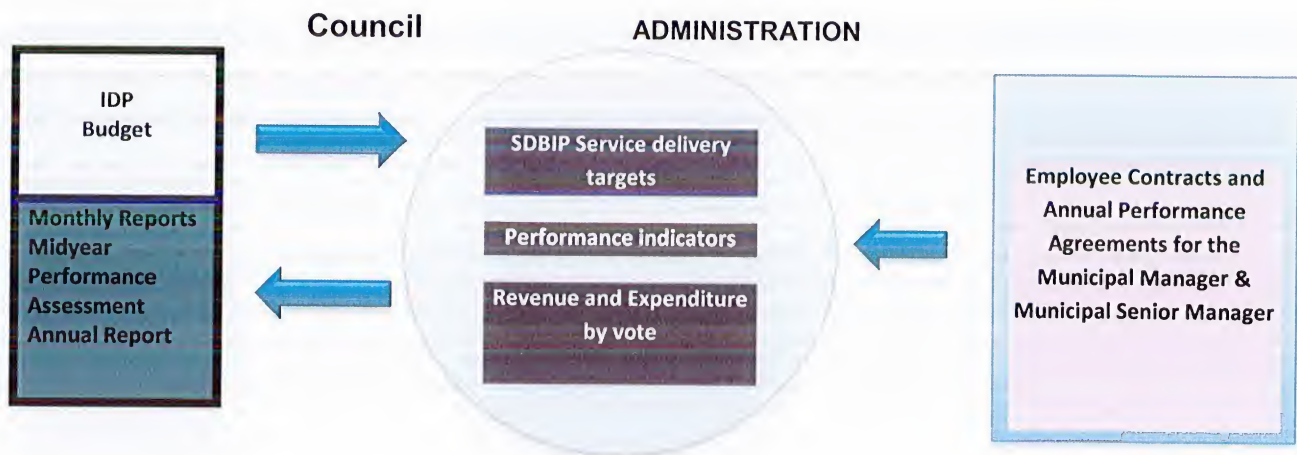 Council
ADMINISTRATION
IDP
Budget
Monthly Reports
Midyear
Performance
Assessment
Annual Report
SDBIP Service delivery
targets
Performance indicators
Revenue and Expenditure
by vote
Employee Contracts and
Annual Performance
Agreements for the
Municipal Manager &
Municipal Senior Manager